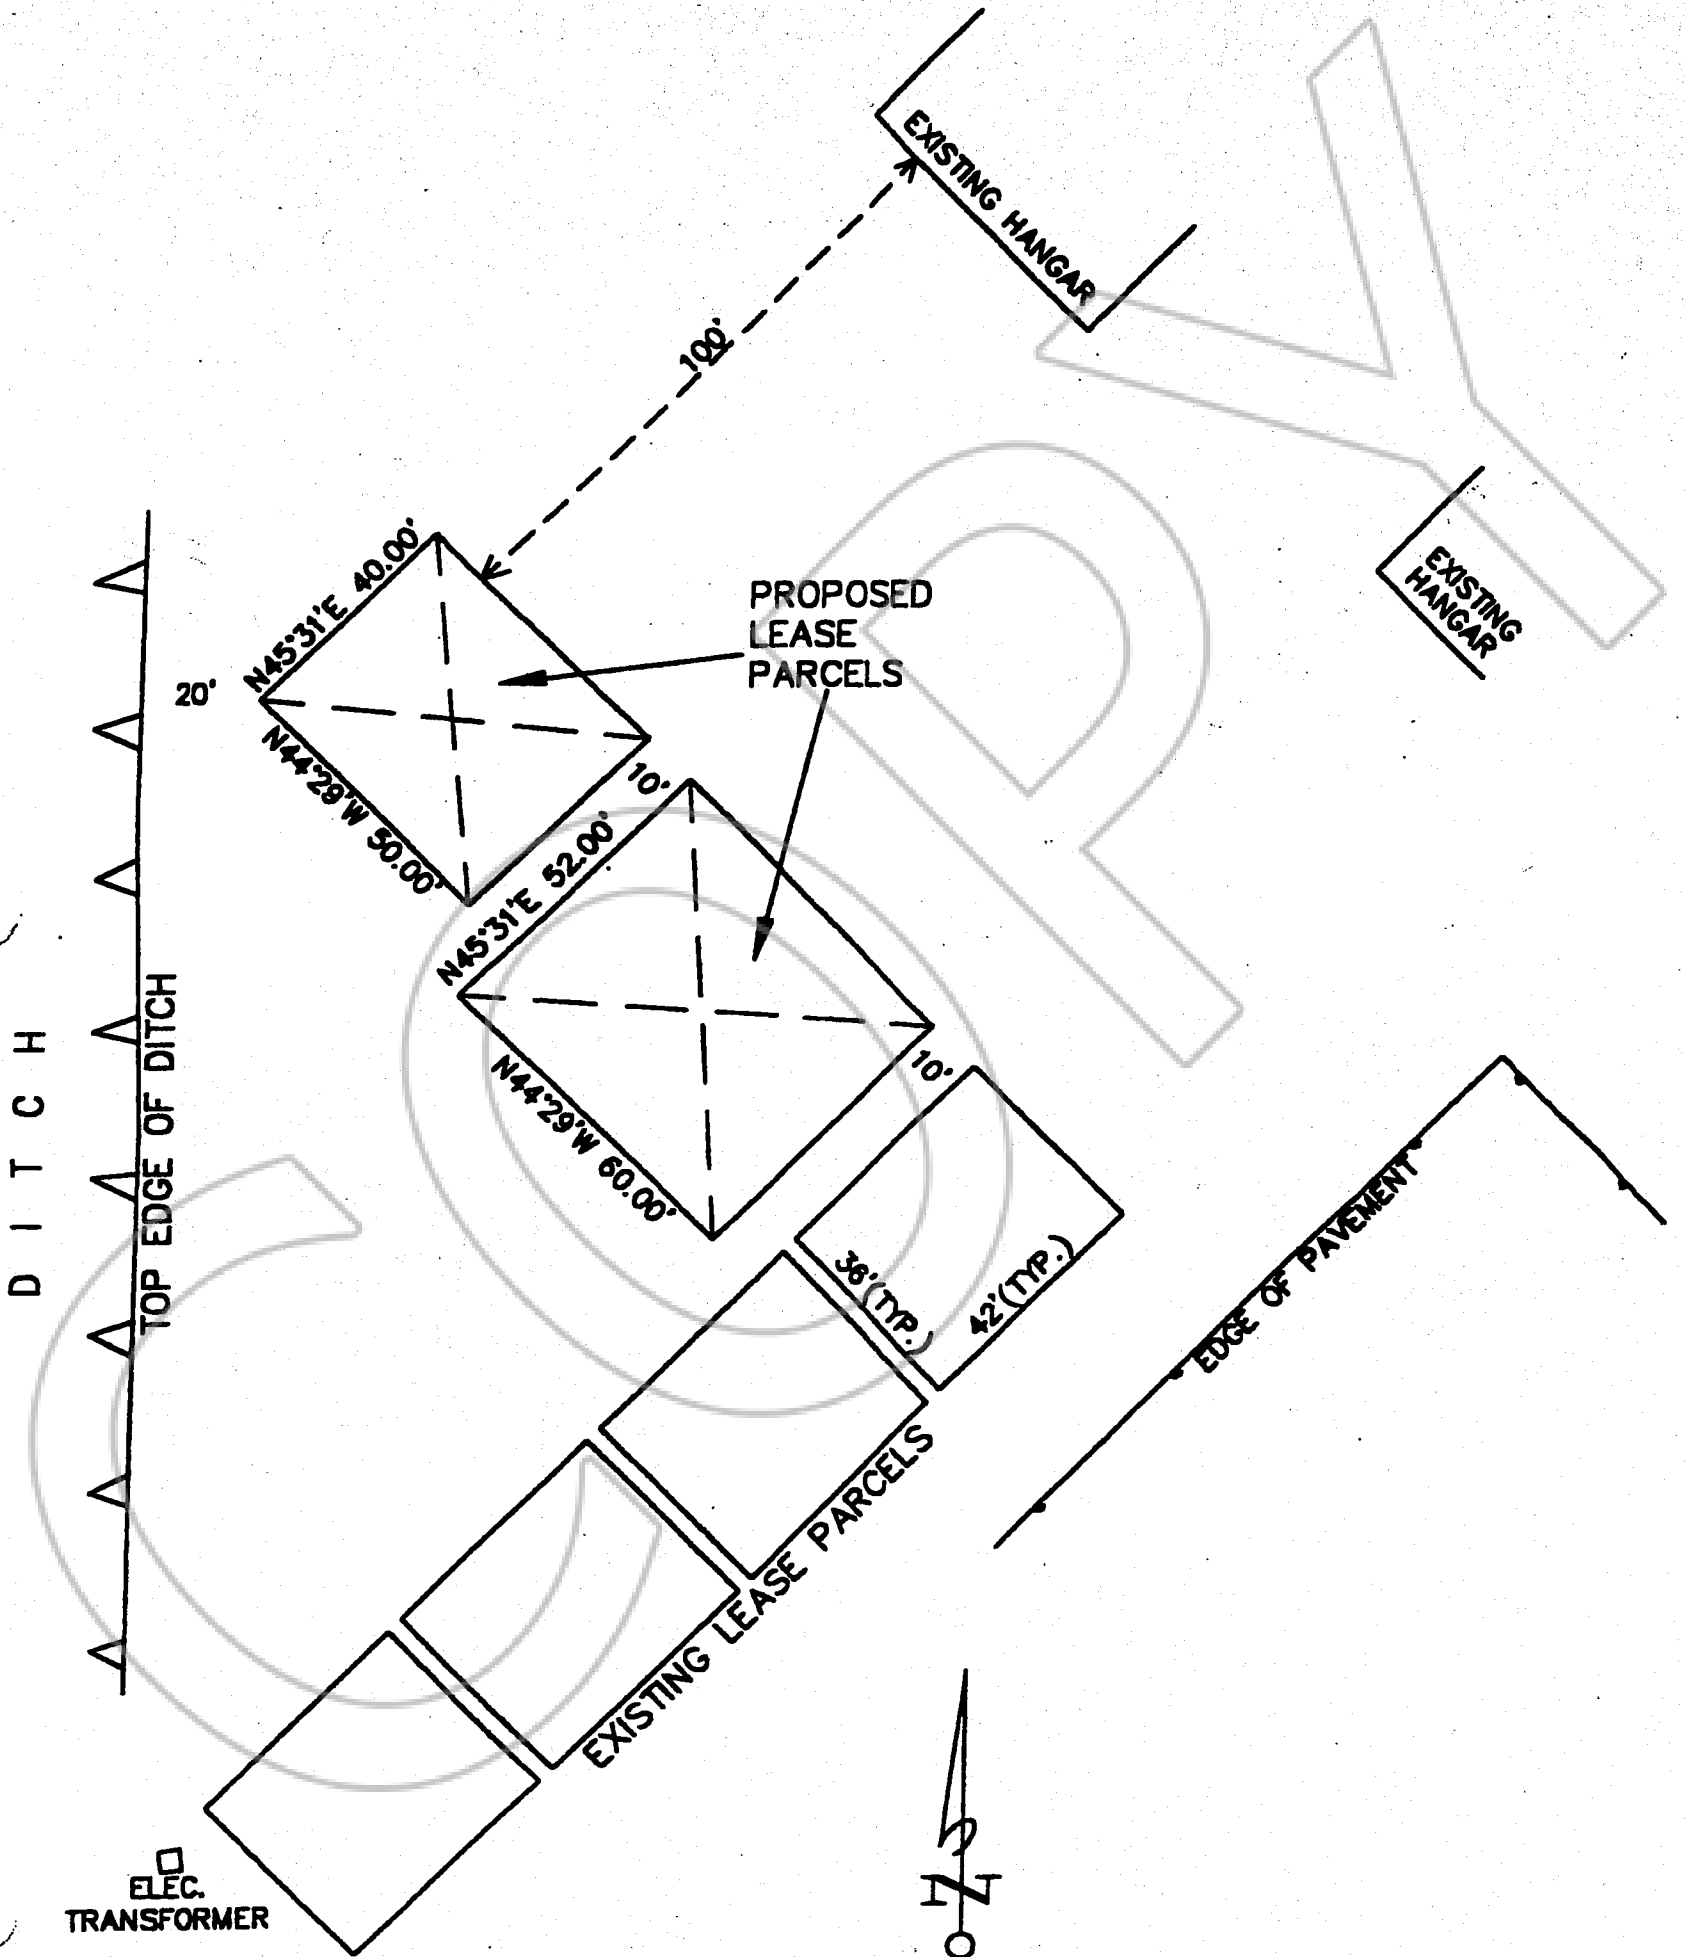 EXISTING HANGAR
100'
EXISTING
HANGAR
N45°31'E 40.00'
PROPOSED
LEASE
PARCELS
20'
N44°29'W 50.00'
10'
N45°31'E 52.00'
10'
N44°29'W 60.00'
DITCH
TOP EDGE OF DITCH
36'(TYP.)
42'(TYP.)
EDGE OF PAVEMENT
EXISTING LEASE PARCELS
ELEC.
TRANSFORMER
N
COPY